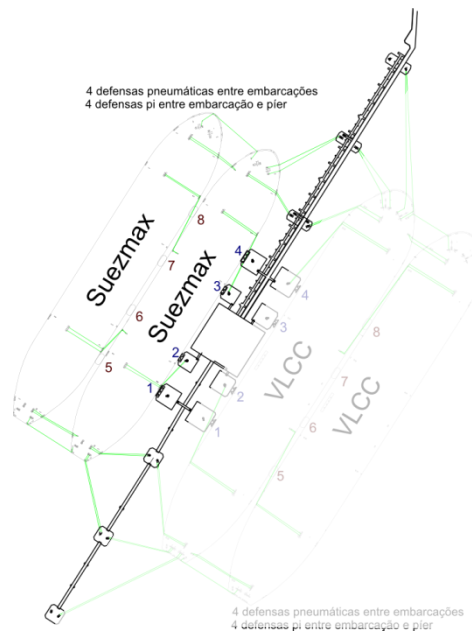 4 defensas pneumáticas entre embarcações
4 defensas pi entre embarcação e píer
Suezmax
Suezmax
8
7
6
5
4
3
2
1
4
3
2
1
VLCC
VLCC
8
7
6
5
4 defensas pneumáticas entre embarcações
4 defensas pi entre embarcação e píer